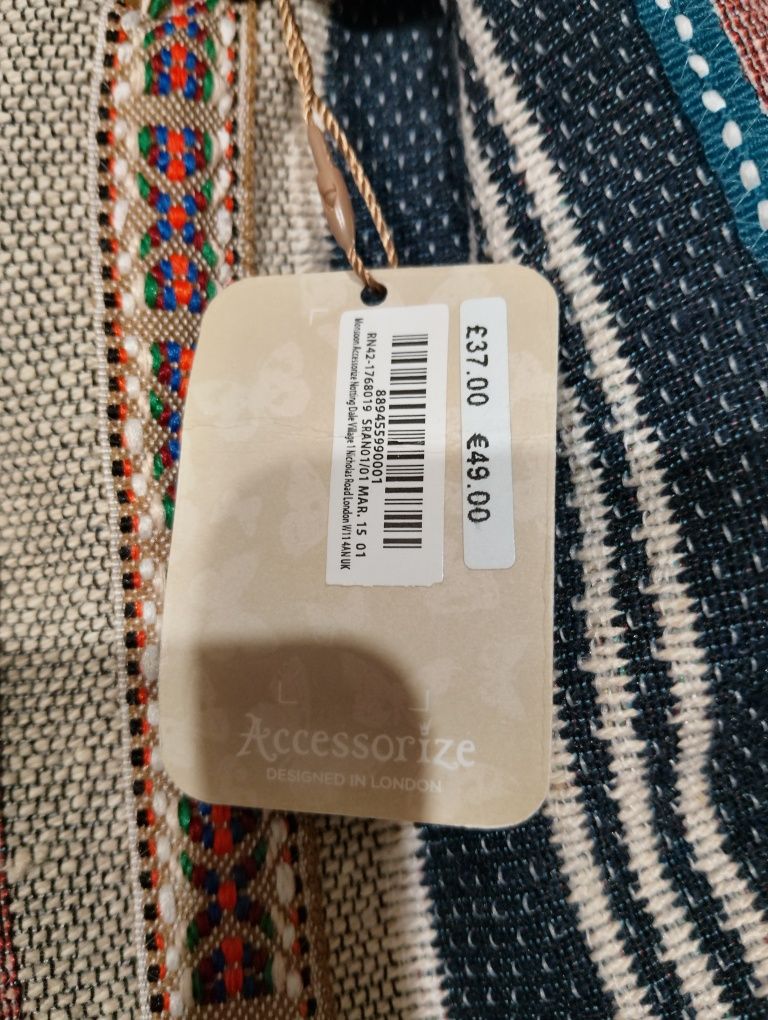 £37.00 €49.00
889455990001
RN42-1768019 SRAN01/01 MAR. 15 01
Monsoon Accessorize Notting Dale Village 1 Nicholas Road London W11 4AN UK
Accessorize
DESIGNED IN LONDON